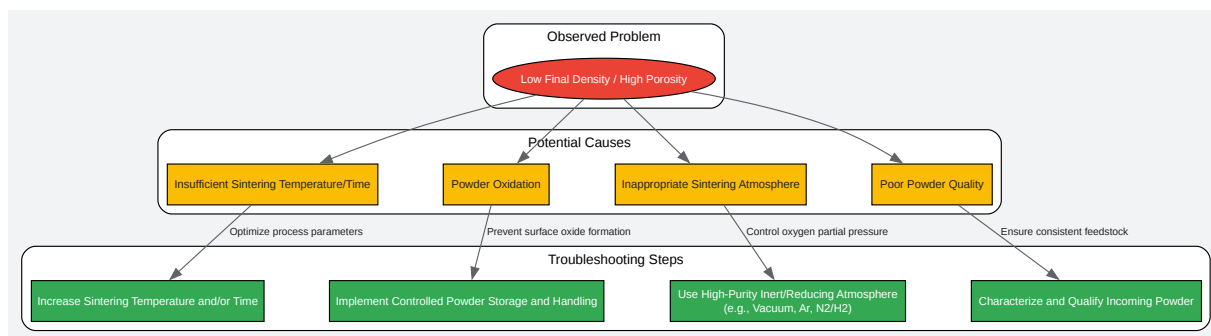 Observed Problem
Low Final Density / High Porosity
Potential Causes
Insufficient Sintering Temperature/Time
Powder Oxidation
Inappropriate Sintering Atmosphere
Poor Powder Quality
Optimize process parameters
Prevent surface oxide formation
Control oxygen partial pressure
Ensure consistent feedstock
Troubleshooting Steps
Increase Sintering Temperature and/or Time
Implement Controlled Powder Storage and Handling
Use High-Purity Inert/Reducing Atmosphere
(e.g., Vacuum, Ar, N2/H2)
Characterize and Qualify Incoming Powder